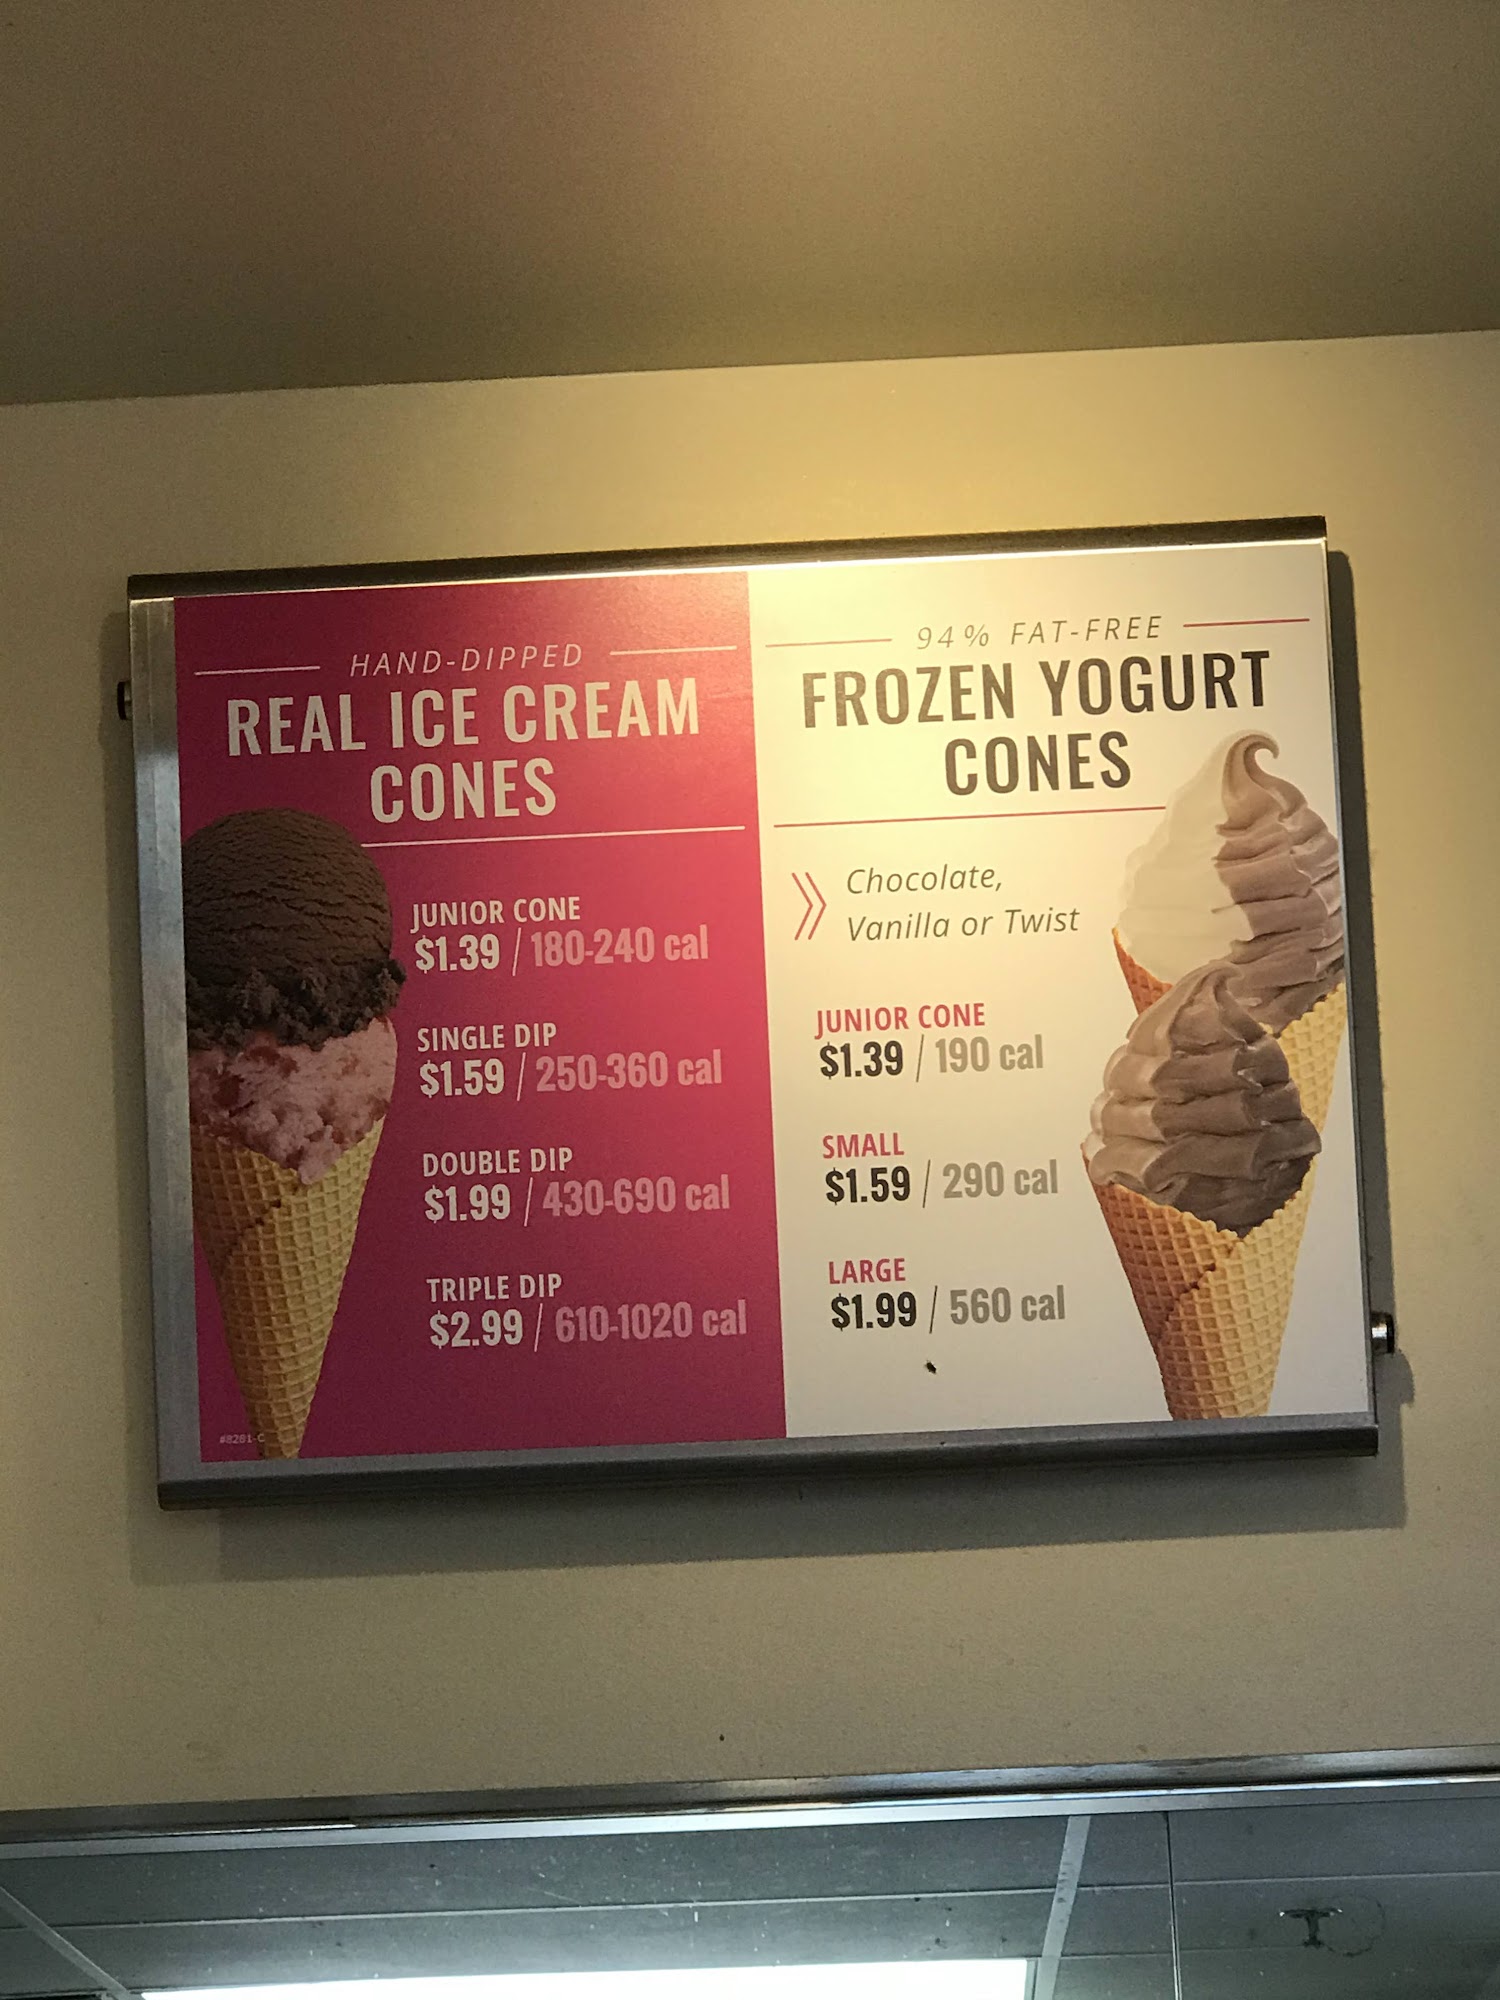 HAND-DIPPED
REAL ICE CREAM
CONES
JUNIOR CONE
$1.39 / 180-240 cal
SINGLE DIP
$1.59 / 250-360 cal
DOUBLE DIP
$1.99 / 430-690 cal
TRIPLE DIP
$2.99 / 610-1020 cal
#8281-C
94% FAT-FREE
FROZEN YOGURT
CONES
Chocolate,
Vanilla or Twist
JUNIOR CONE
$1.39 / 190 cal
SMALL
$1.59 / 290 cal
LARGE
$1.99 / 560 cal